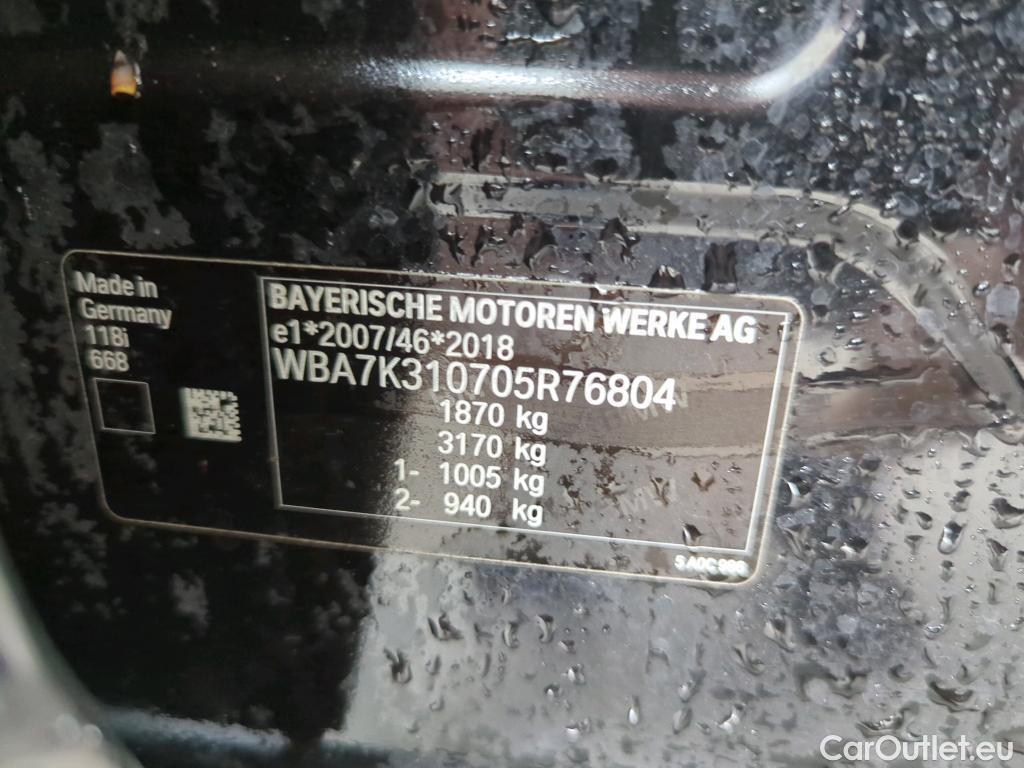 Made in
Germany
118i
668
BAYERISCHE MOTOREN WERKE AG
e1*2007/46*2018
WBA7K310705R76804
1870 kg
3170 kg
1- 1005 kg
2- 940 kg
CarOutlet.eu